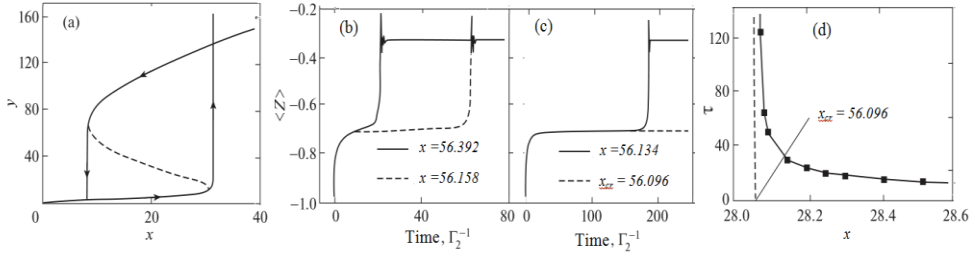 (a)
160
120
80
40
y
0
20
40
x
(b)
<Z>
−0.2
−0.4
−0.6
−0.8
−1.0
x =56.392
x =56.158
0
40
80
Time, Γ₂⁻¹
(c)
x =56.134
xcr = 56.096
0
100
200
Time, Γ₂⁻¹
(d)
τ
120
80
40
0
xcr = 56.096
28.0
28.2
28.4
28.6
x